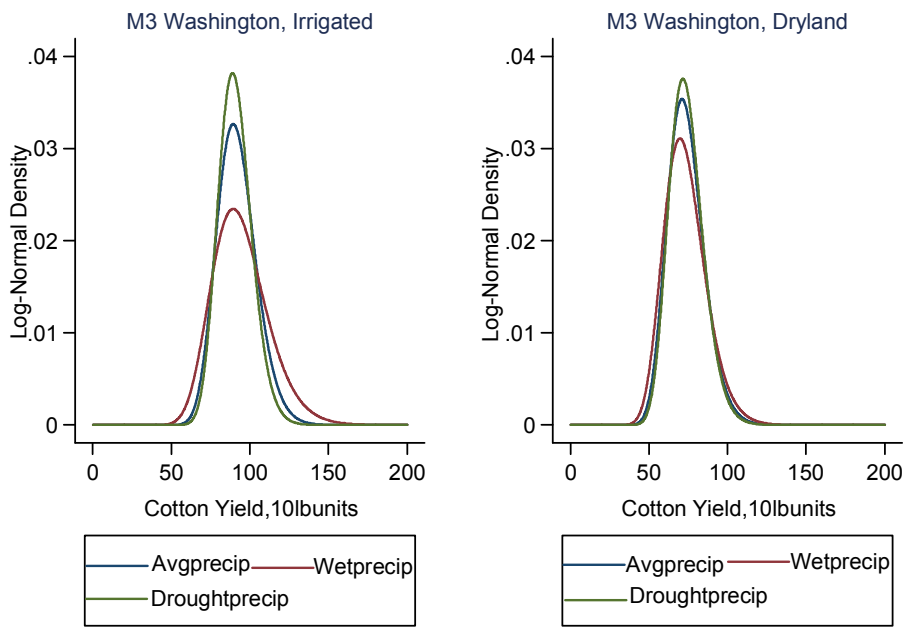 M3 Washington, Irrigated
Log-Normal Density
.04
.03
.02
.01
0
0 50 100 150 200
Cotton Yield,10lbunits
Avgprecip Wetprecip
Droughtprecip
M3 Washington, Dryland
Log-Normal Density
.04
.03
.02
.01
0
0 50 100 150 200
Cotton Yield,10lbunits
Avgprecip Wetprecip
Droughtprecip